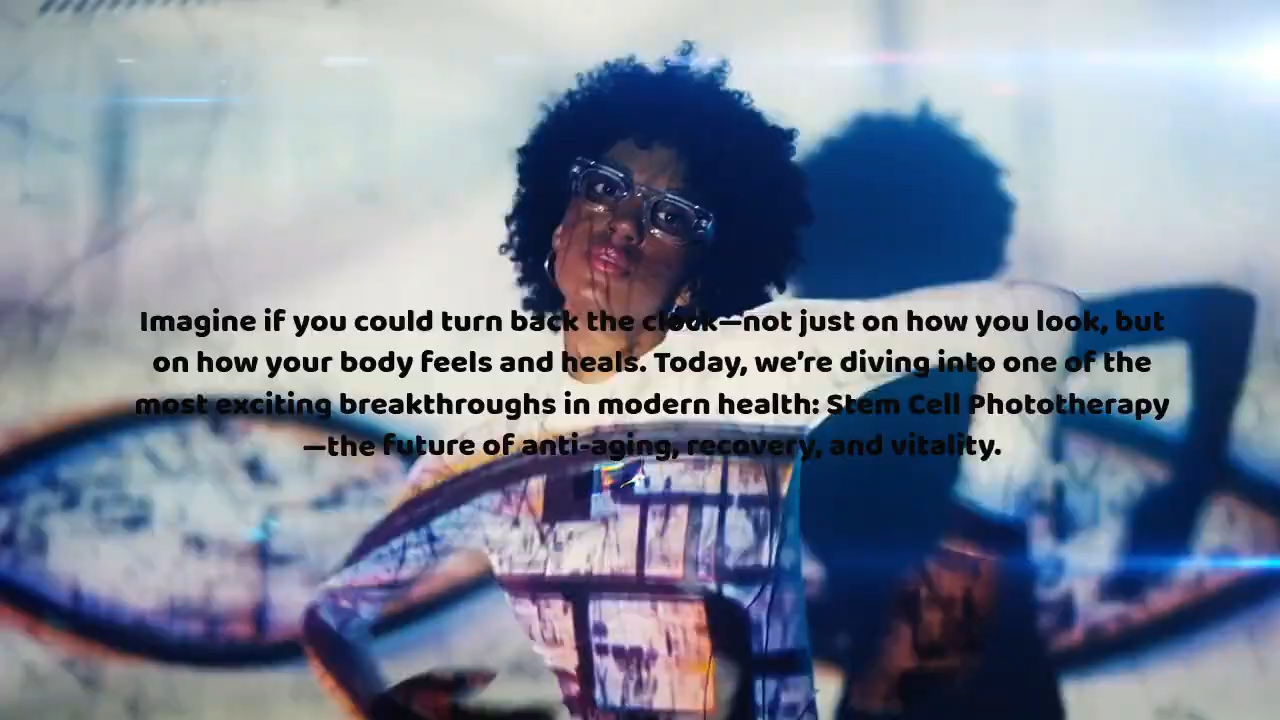 Imagine if you could turn back the clock—not just on how you look, but
on how your body feels and heals. Today, we’re diving into one of the
most exciting breakthroughs in modern health: Stem Cell Phototherapy
—the future of anti-aging, recovery, and vitality.